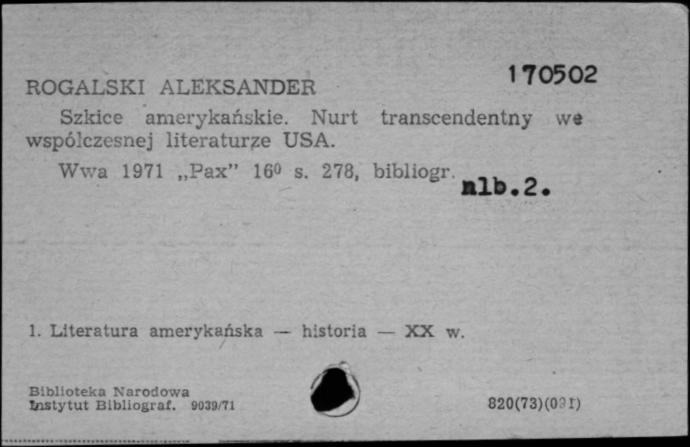 170502
ROGALSKI ALEKSANDER
Szkice amerykańskie. Nurt transcendentny we
współczesnej literaturze USA.
Wwa 1971 „Pax” 16⁰ s. 278, bibliogr. nlb.2.
1. Literatura amerykańska — historia — XX w.
Biblioteka Narodowa
Instytut Bibliograf. 9039/71
820(73)(091)